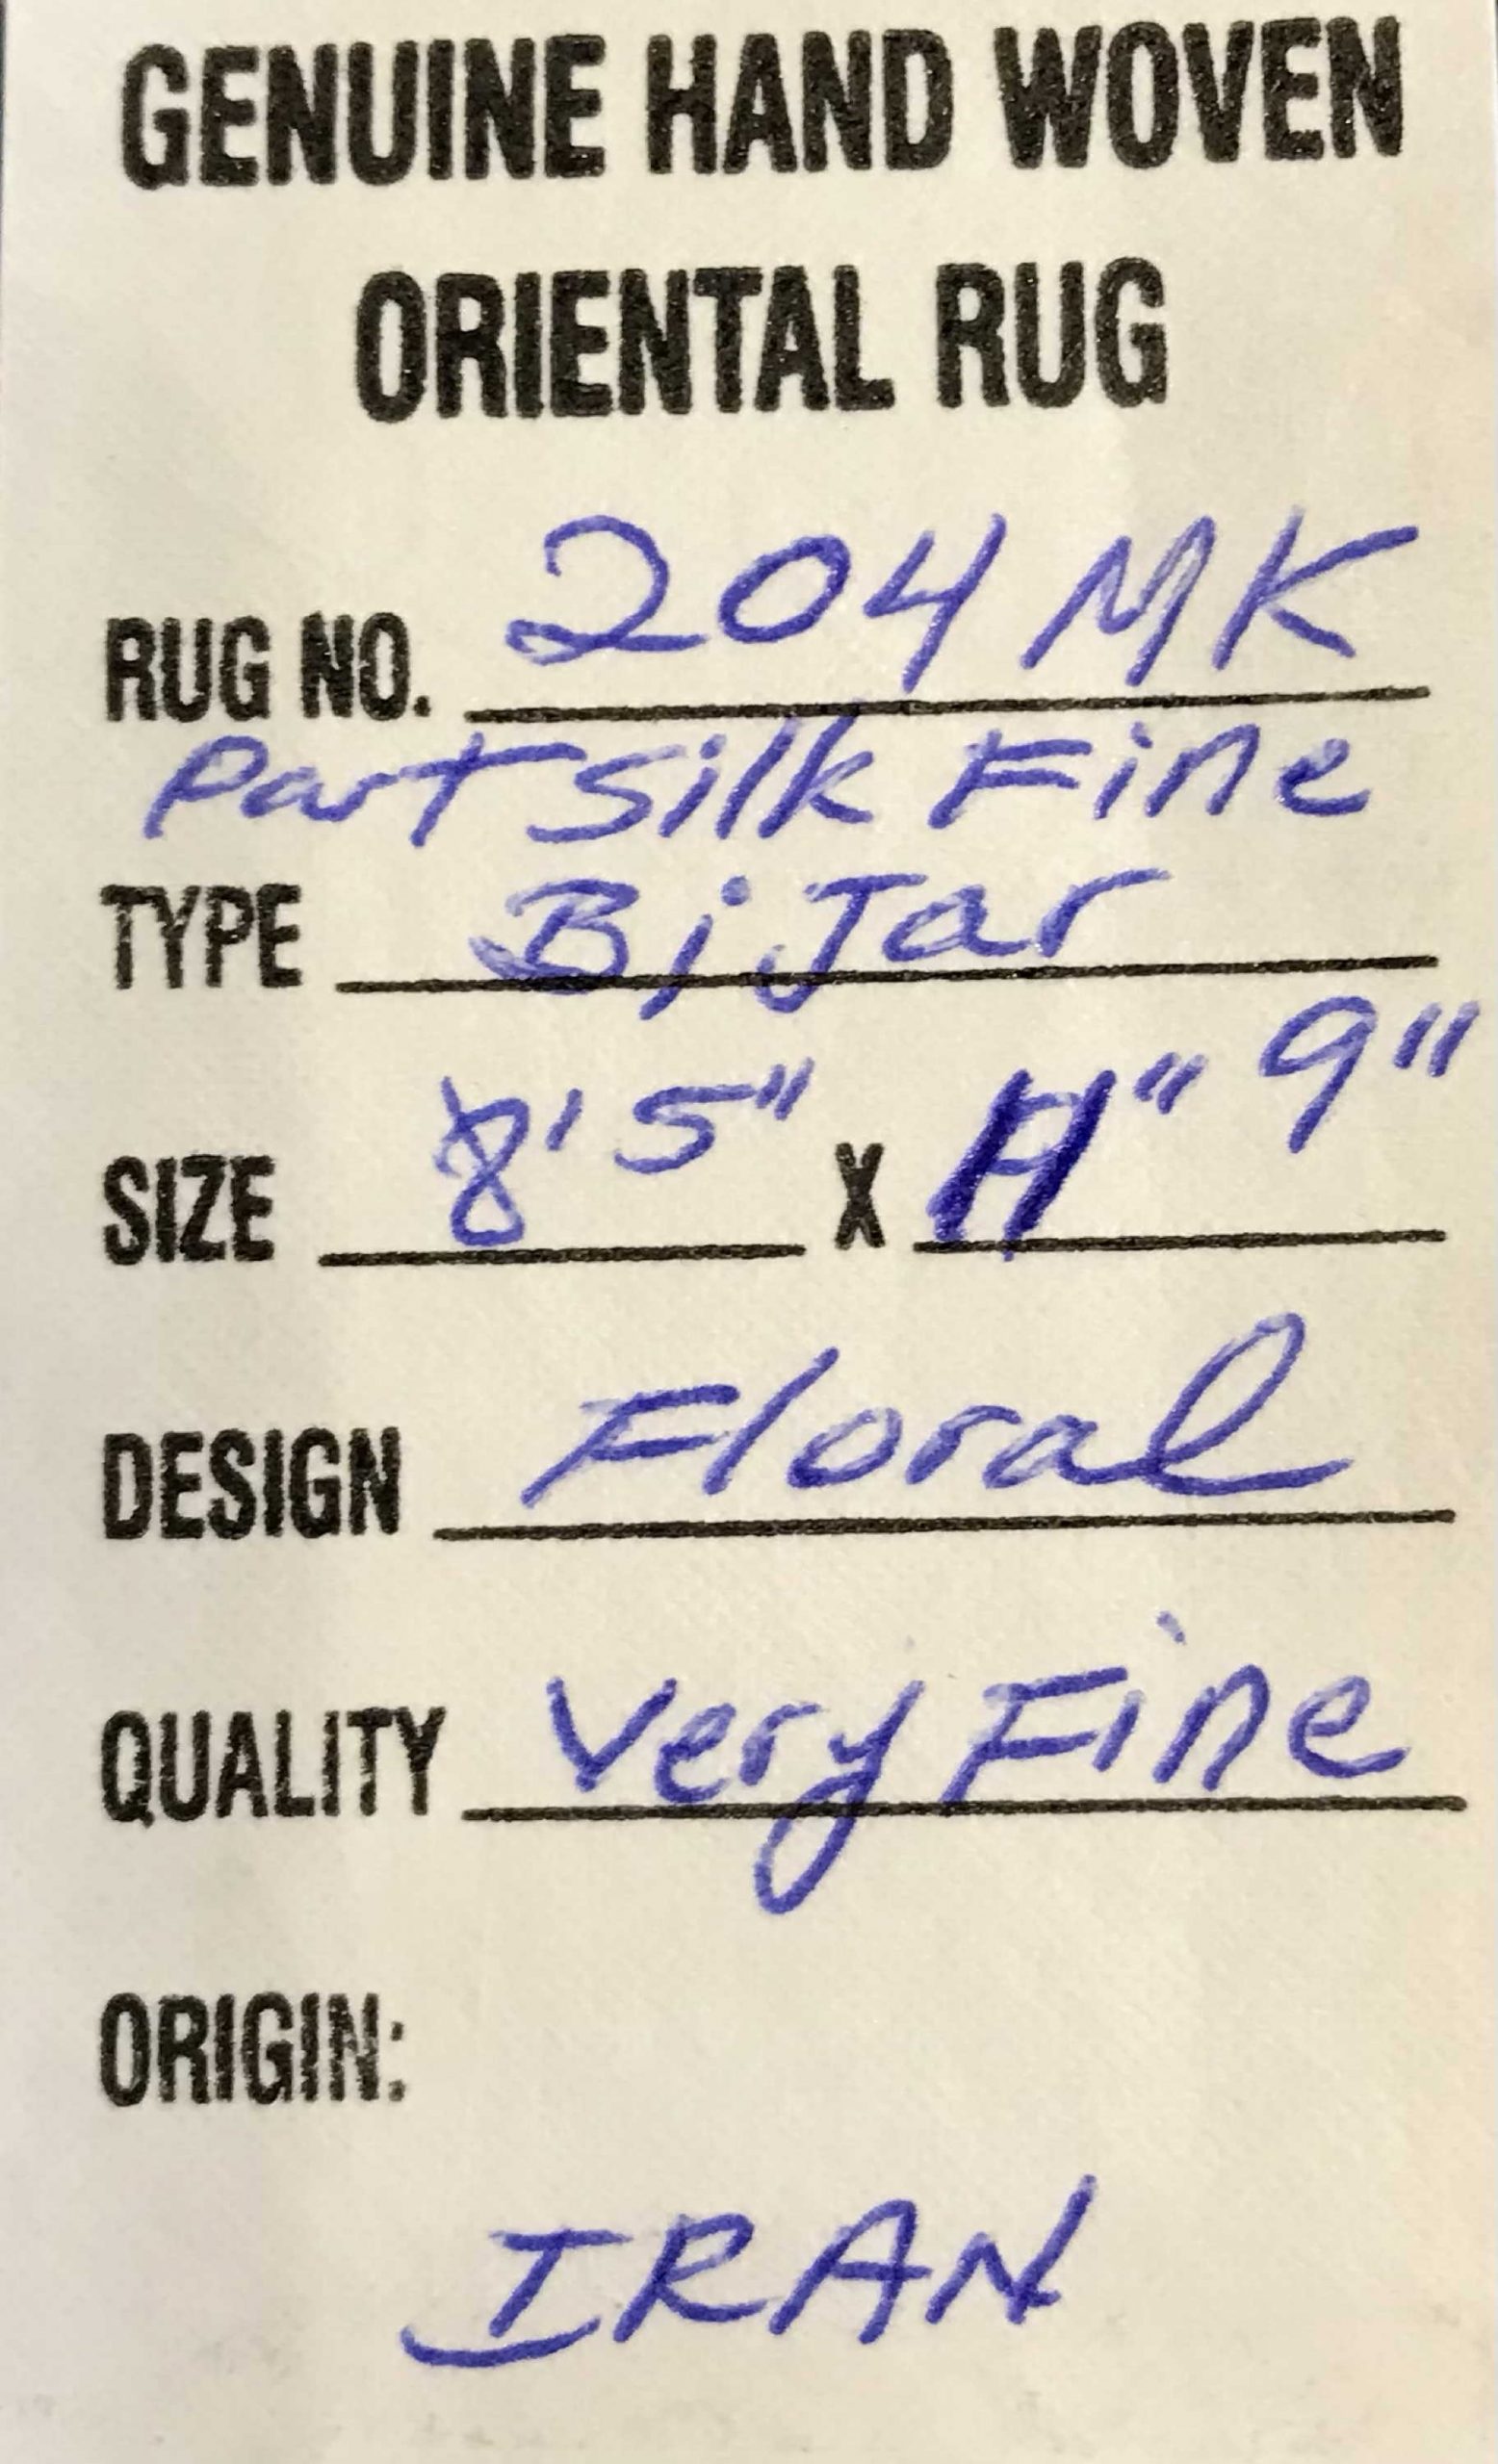 GENUINE HAND WOVEN
ORIENTAL RUG
RUG NO. 204 MK
Part Silk Fine
TYPE Bijar
SIZE 8' 5" X 11" 9"
DESIGN Floral
QUALITY Very Fine
ORIGIN:
IRAN